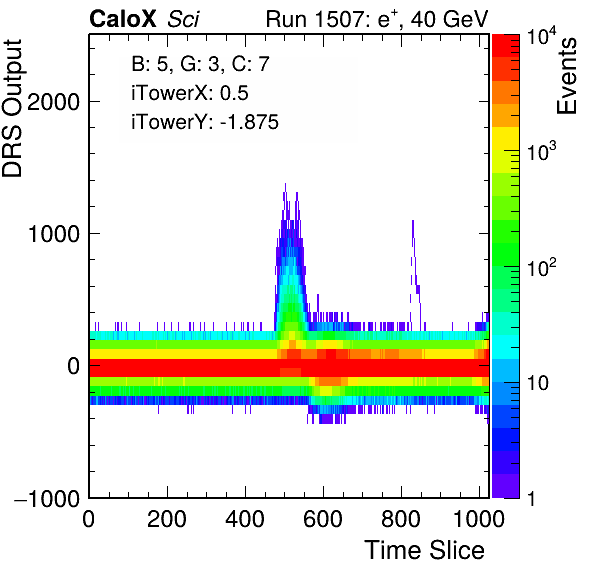 CaloX Sci Run 1507: e⁺, 40 GeV
B: 5, G: 3, C: 7
iTowerX: 0.5
iTowerY: -1.875
DRS Output
2000
1000
0
−1000
0 200 400 600 800 1000
Time Slice
Events
10⁴
10³
10²
10
1